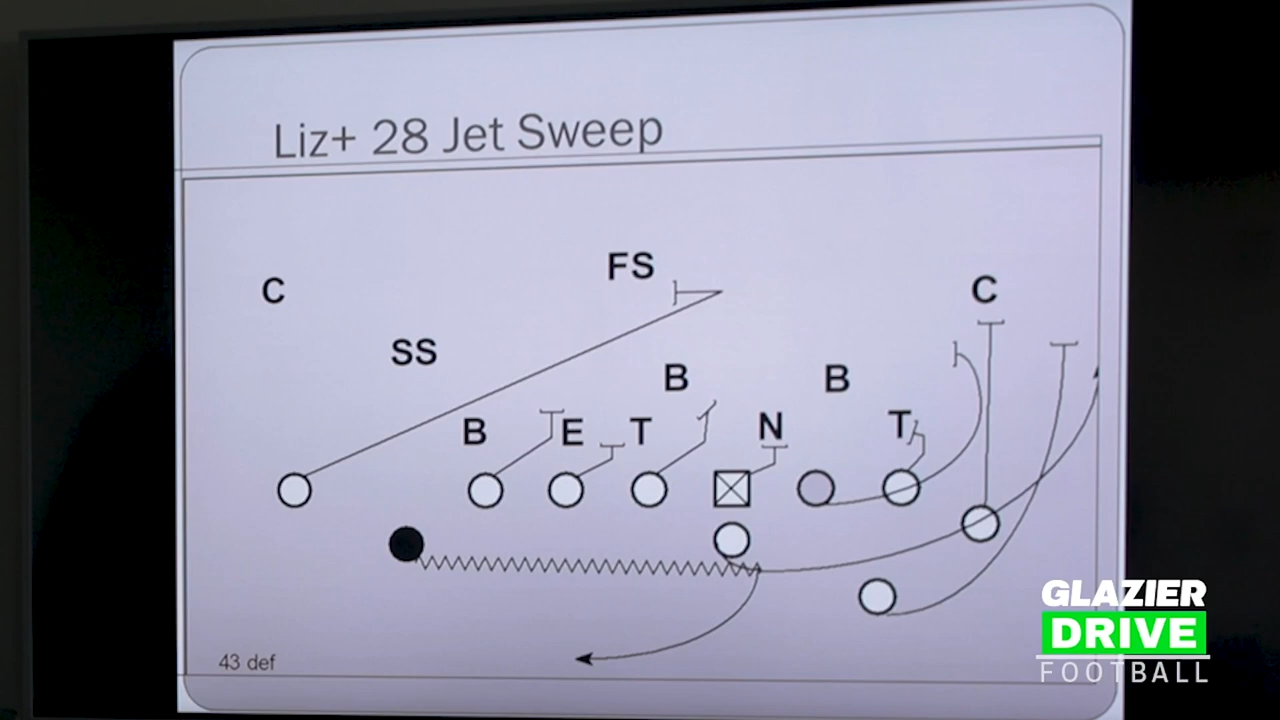 Liz+ 28 Jet Sweep
FS
C
C
SS
B
B
B E T
N
T
43 def
GLAZIER
DRIVE
FOOTBALL